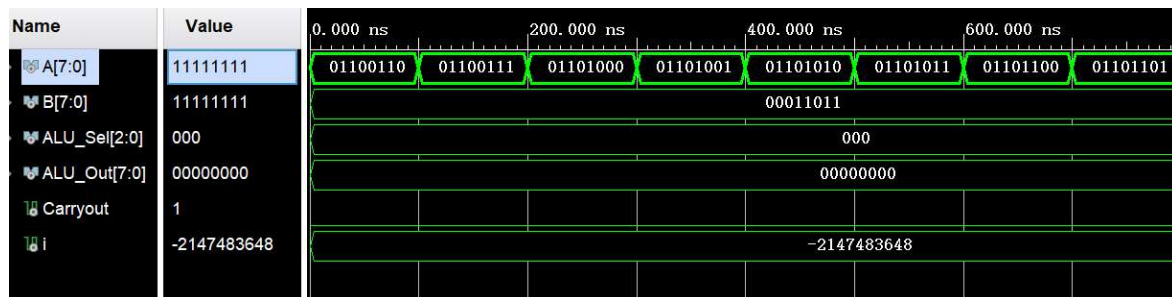 Name Value 0.000 ns 200.000 ns 400.000 ns 600.000 ns
A[7:0] 11111111 01100110 01100111 01101000 01101001 01101010 01101011 01101100 01101101
B[7:0] 11111111 00011011
ALU_Sel[2:0] 000 000
ALU_Out[7:0] 00000000 00000000
Carryout 1
i -2147483648 -2147483648